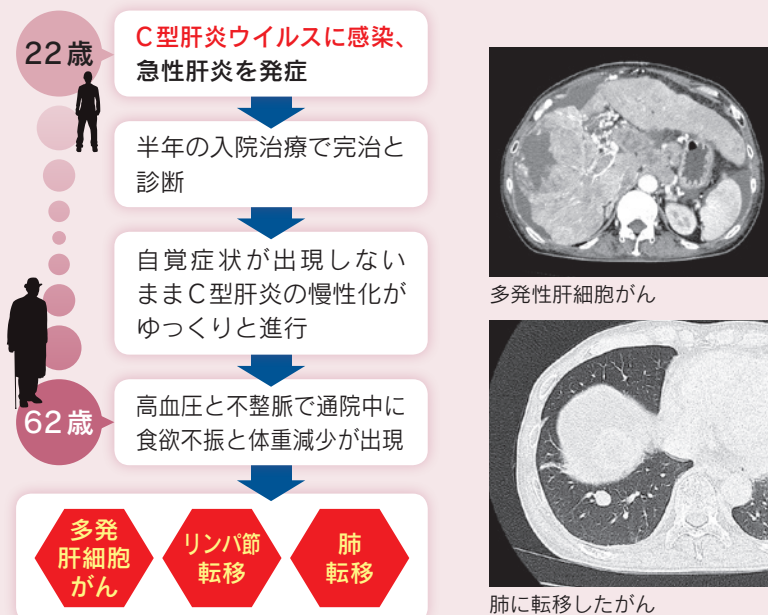 22歳
C型肝炎ウイルスに感染、
急性肝炎を発症
半年の入院治療で完治と
診断
自覚症状が出現しない
ままC型肝炎の慢性化が
ゆっくりと進行
62歳
高血圧と不整脈で通院中に
食欲不振と体重減少が出現
多発
肝細胞
がん
リンパ節
転移
肺
転移
多発性肝細胞がん
肺に転移したがん